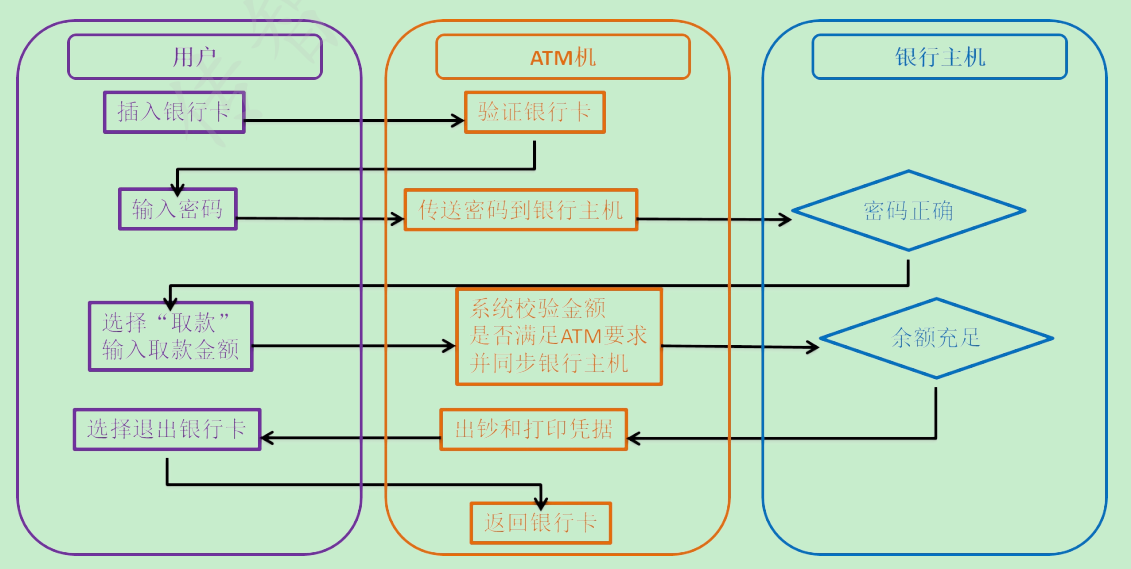 用户
ATM机
银行主机
插入银行卡
验证银行卡
输入密码
传送密码到银行主机
密码正确
选择“取款”
输入取款金额
系统校验金额
是否满足ATM要求
并同步银行主机
余额充足
选择退出银行卡
出钞和打印凭据
返回银行卡